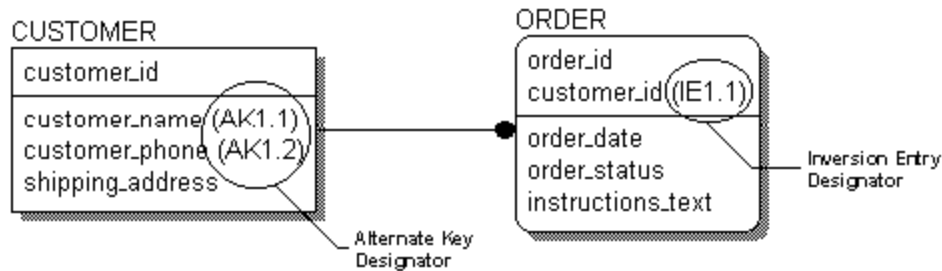 CUSTOMER
customer_id
customer_name (AK1.1)
customer_phone (AK1.2)
shipping_address
Alternate Key
Designator
ORDER
order_id
customer_id (IE1.1)
order_date
order_status
instructions_text
Inversion Entry
Designator